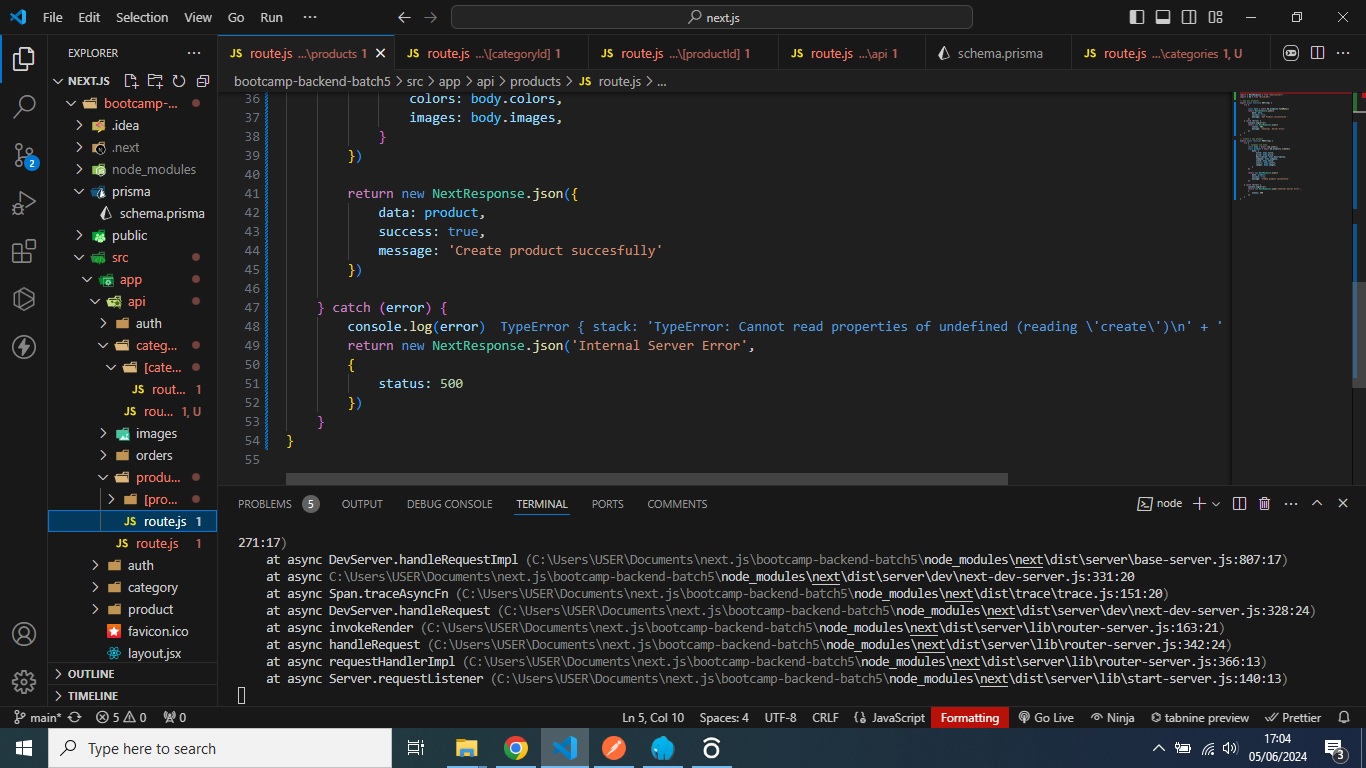 File Edit Selection View Go Run ··· next.js
EXPLORER
NEXT.JS
bootcamp-...
.idea
.next
node_modules
prisma
schema.prisma
public
src
app
api
auth
categ...
[cate...
rout... 1
rou... 1, U
images
orders
produ...
[pro...
route.js 1
route.js 1
auth
category
product
favicon.ico
layout.jsx
OUTLINE
TIMELINE
2
route.js ...\products 1 route.js ...\[categoryId] 1 route.js ...\[productId] 1 route.js ...\api 1 schema.prisma route.js ...\categories 1, U
bootcamp-backend-batch5 > src > app > api > products > JS route.js > ...
36 colors: body.colors,
37 images: body.images,
38 }
39 })
40
41 return new NextResponse.json({
42 data: product,
43 success: true,
44 message: 'Create product succesfully'
45 })
46
47 } catch (error) {
48 console.log(error) TypeError { stack: 'TypeError: Cannot read properties of undefined (reading \'create\')\n' + '
49 return new NextResponse.json('Internal Server Error',
50 {
51 status: 500
52 })
53 }
54 }
55
PROBLEMS 5 OUTPUT DEBUG CONSOLE TERMINAL PORTS COMMENTS node
271:17)
at async DevServer.handleRequestImpl (C:\Users\USER\Documents\next.js\bootcamp-backend-batch5\node_modules\next\dist\server\base-server.js:807:17)
at async C:\Users\USER\Documents\next.js\bootcamp-backend-batch5\node_modules\next\dist\server\dev\next-dev-server.js:331:20
at async Span.traceAsyncFn (C:\Users\USER\Documents\next.js\bootcamp-backend-batch5\node_modules\next\dist\trace\trace.js:151:20)
at async DevServer.handleRequest (C:\Users\USER\Documents\next.js\bootcamp-backend-batch5\node_modules\next\dist\server\dev\next-dev-server.js:328:24)
at async invokeRender (C:\Users\USER\Documents\next.js\bootcamp-backend-batch5\node_modules\next\dist\server\lib\router-server.js:163:21)
at async handleRequest (C:\Users\USER\Documents\next.js\bootcamp-backend-batch5\node_modules\next\dist\server\lib\router-server.js:342:24)
at async requestHandlerImpl (C:\Users\USER\Documents\next.js\bootcamp-backend-batch5\node_modules\next\dist\server\lib\router-server.js:366:13)
at async Server.requestListener (C:\Users\USER\Documents\next.js\bootcamp-backend-batch5\node_modules\next\dist\server\lib\start-server.js:140:13)
main* 5 0 0 Ln 5, Col 10 Spaces: 4 UTF-8 CRLF {} JavaScript Formatting Go Live Ninja tabnine preview Prettier
Type here to search
17:04
05/06/2024
3